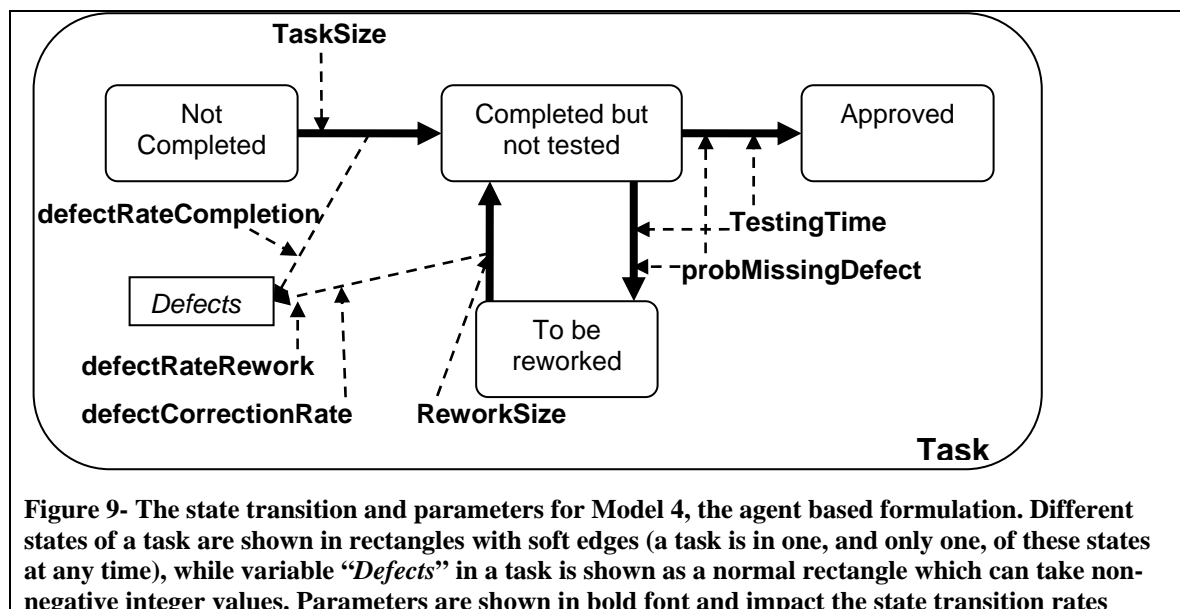 TaskSize
Not
Completed
Completed but
not tested
Approved
defectRateCompletion
TestingTime
probMissingDefect
Defects
To be
reworked
defectRateRework
defectCorrectionRate
ReworkSize
Task
Figure 9- The state transition and parameters for Model 4, the agent based formulation. Different
states of a task are shown in rectangles with soft edges (a task is in one, and only one, of these states
at any time), while variable “Defects” in a task is shown as a normal rectangle which can take non-
negative integer values. Parameters are shown in bold font and impact the state transition rates